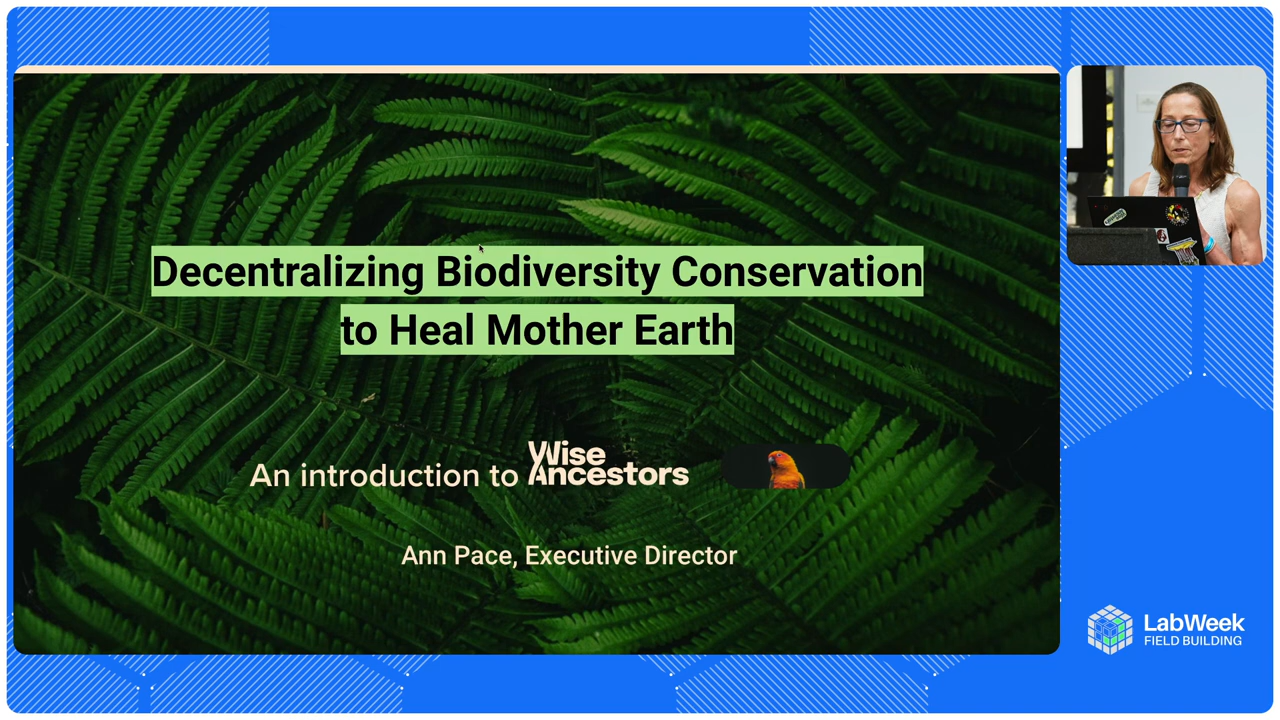 Decentralizing Biodiversity Conservation
to Heal Mother Earth
An introduction to Wise Ancestors
Ann Pace, Executive Director
LabWeek
FIELD BUILDING